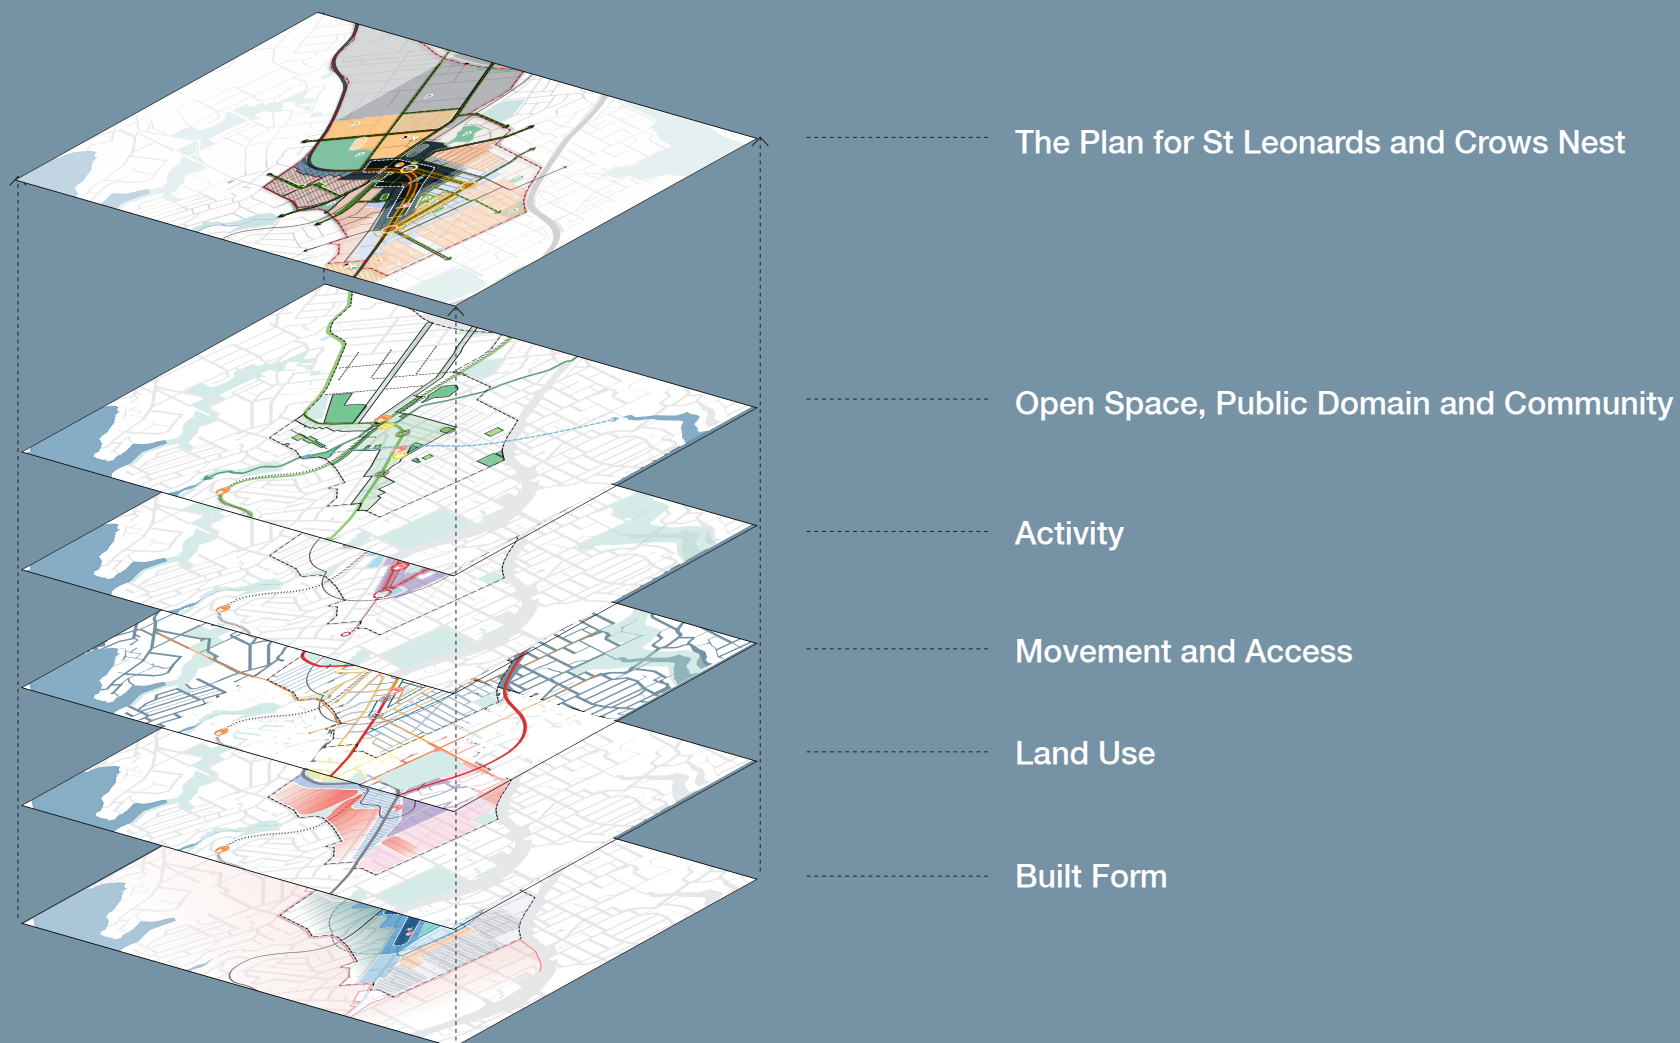 The Plan for St Leonards and Crows Nest
Open Space, Public Domain and Community
Activity
Movement and Access
Land Use
Built Form